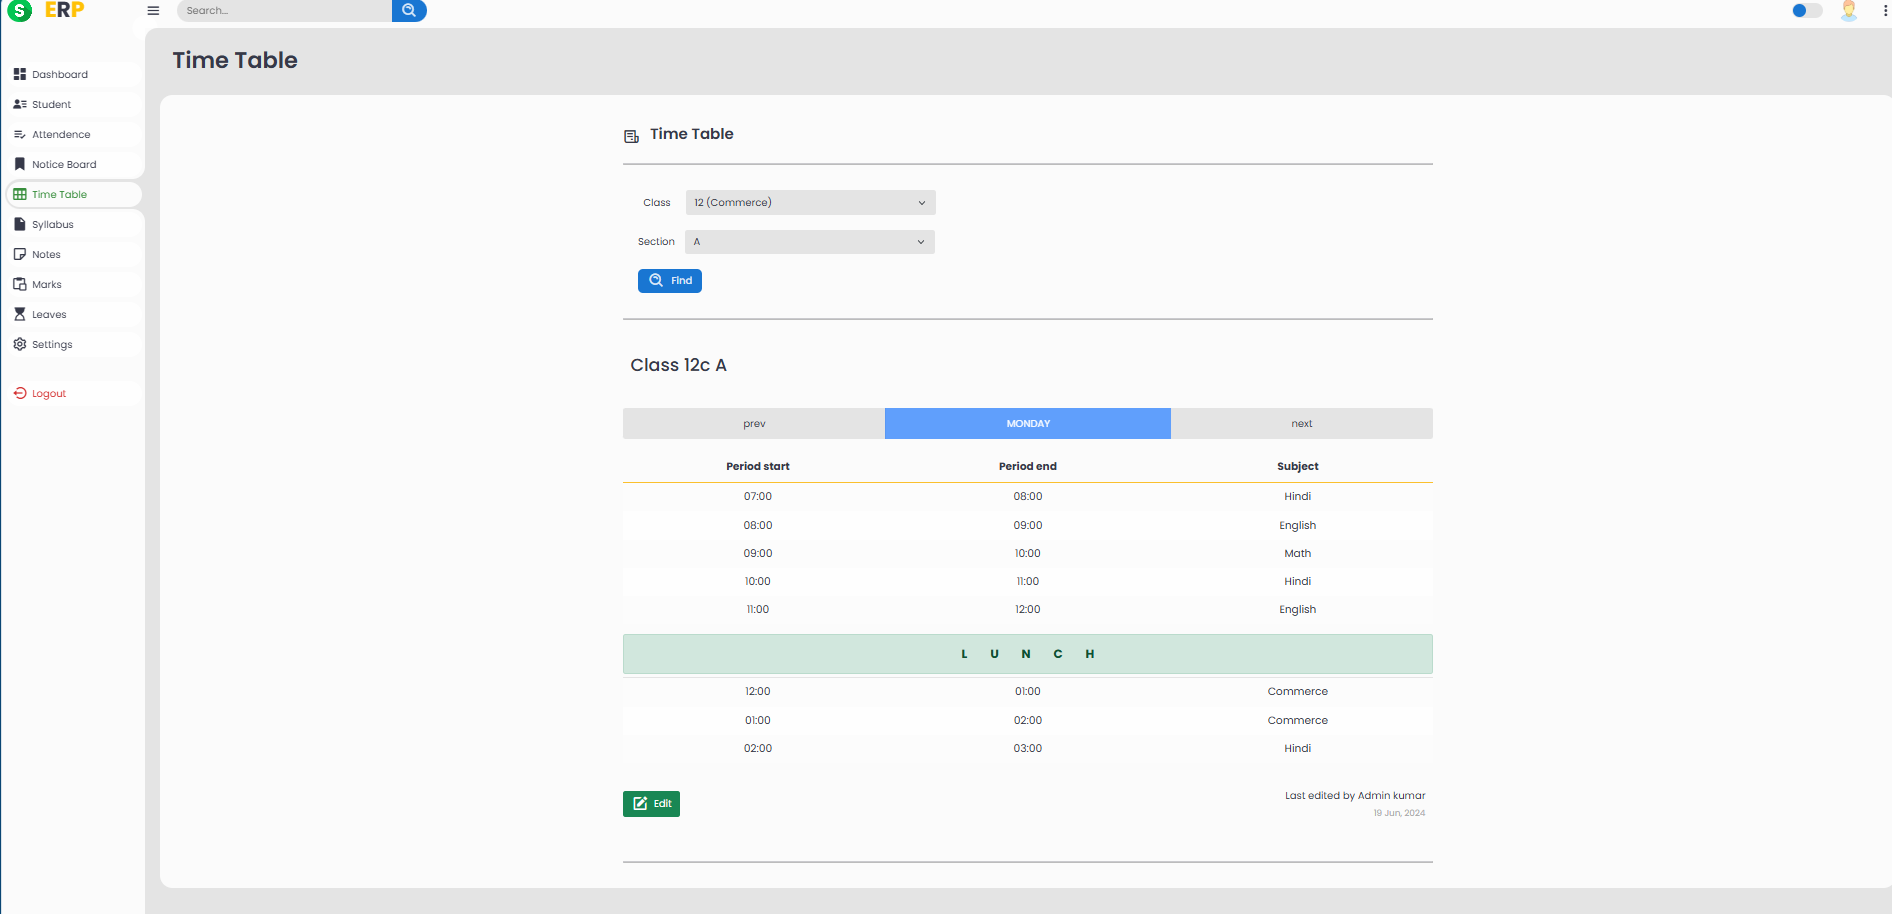 S ERP
Search...
Time Table
Dashboard
Student
Attendence
Notice Board
Time Table
Syllabus
Notes
Marks
Leaves
Settings
Logout
Time Table
Class 12 (Commerce)
Section A
Find
Class 12c A
prev MONDAY next
Period start Period end Subject
07:00 08:00 Hindi
08:00 09:00 English
09:00 10:00 Math
10:00 11:00 Hindi
11:00 12:00 English
L U N C H
12:00 01:00 Commerce
01:00 02:00 Commerce
02:00 03:00 Hindi
Edit
Last edited by Admin kumar
19 Jun, 2024